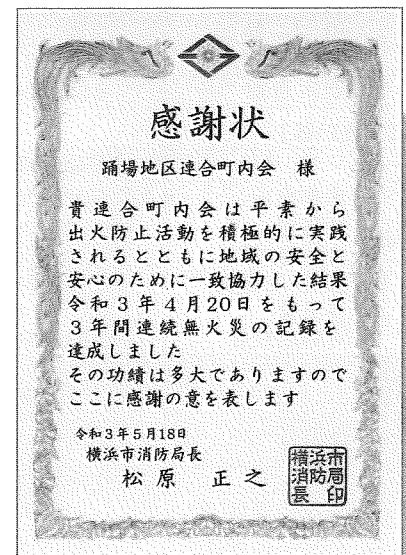 感謝状
踊場地区連合町内会　様
貴連合町内会は平素から
出火防止活動を積極的に実践
されるとともに地域の安全と
安心のために一致協力した結果
令和３年４月20日をもって
３年間連続無火災の記録を
達成しました
その功績は多大でありますので
ここに感謝の意を表します
令和３年５月18日
横浜市消防局長
松原　正之
横浜市
消防局
長印